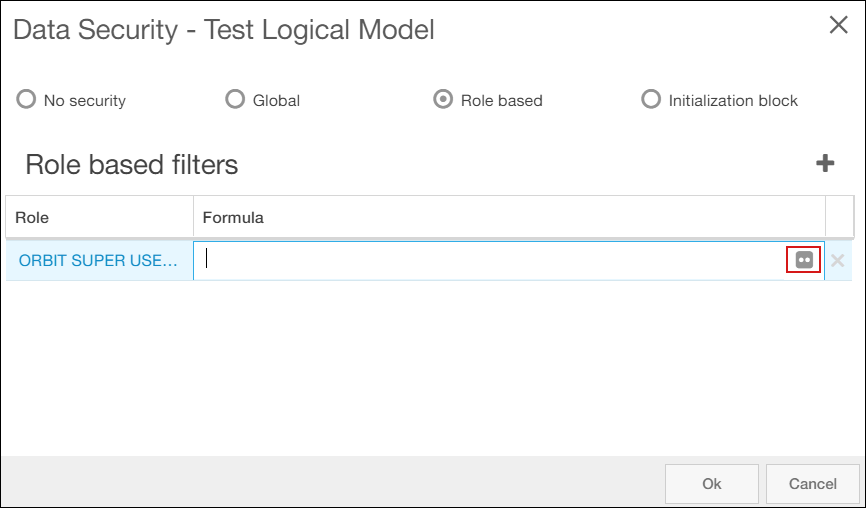 Data Security - Test Logical Model
No security Global Role based Initialization block
Role based filters
Role Formula
ORBIT SUPER USE...
Ok Cancel